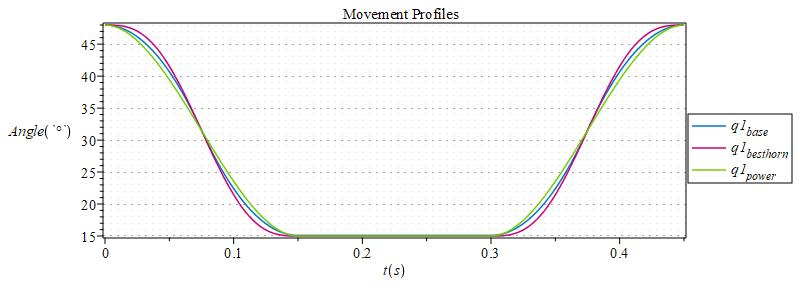 Movement Profiles
45
40
35
30
25
20
15
Angle(`°`)
0
0.1
0.2
0.3
0.4
t(s)
q1base
q1besthorn
q1power